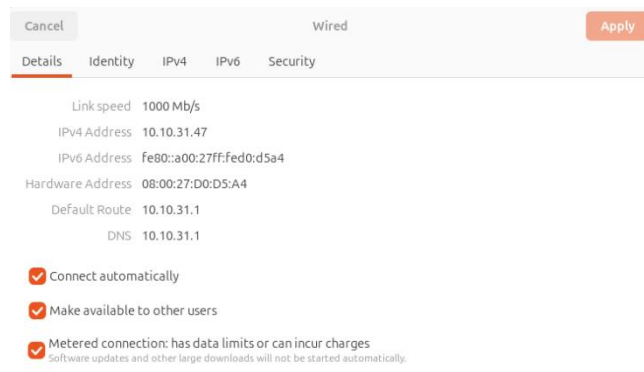 Cancel Wired Apply
Details Identity IPv4 IPv6 Security
Link speed 1000 Mb/s
IPv4 Address 10.10.31.47
IPv6 Address fe80::a00:27ff:fed0:d5a4
Hardware Address 08:00:27:D0:D5:A4
Default Route 10.10.31.1
DNS 10.10.31.1
Connect automatically
Make available to other users
Metered connection: has data limits or can incur charges
Software updates and other large downloads will not be started automatically.